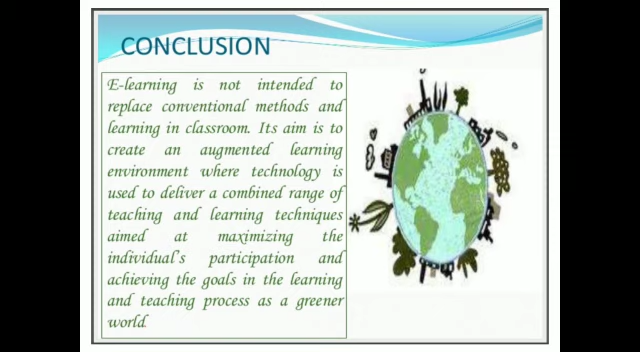 CONCLUSION
E-learning is not intended to
replace conventional methods and
learning in classroom. Its aim is to
create an augmented learning
environment where technology is
used to deliver a combined range of
teaching and learning techniques
aimed at maximizing the
individual's participation and
achieving the goals in the learning
and teaching process as a greener
world.